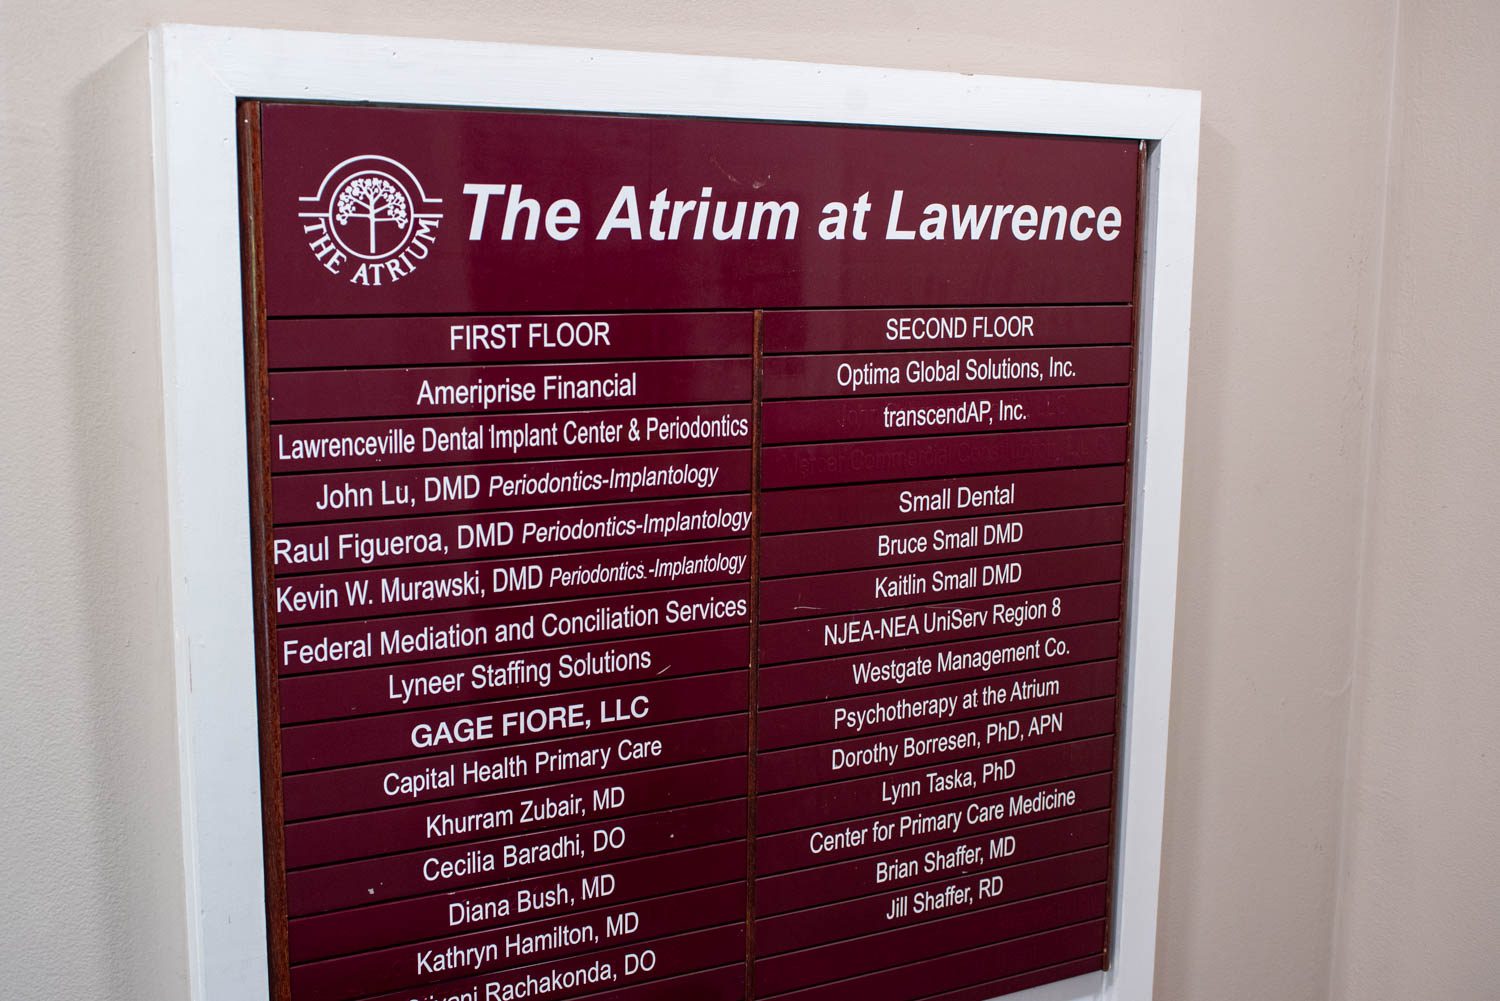 THE ATRIUM
The Atrium at Lawrence
FIRST FLOOR
Ameriprise Financial
Lawrenceville Dental Implant Center & Periodontics
John Lu, DMD Periodontics-Implantology
Raul Figueroa, DMD Periodontics-Implantology
Kevin W. Murawski, DMD Periodontics.-Implantology
Federal Mediation and Conciliation Services
Lyneer Staffing Solutions
GAGE FIORE, LLC
Capital Health Primary Care
Khurram Zubair, MD
Cecilia Baradhi, DO
Diana Bush, MD
Kathryn Hamilton, MD
Rachakonda, DO
SECOND FLOOR
Optima Global Solutions, Inc.
transcendAP, Inc.
Commercial
Small Dental
Bruce Small DMD
Kaitlin Small DMD
NJEA-NEA UniServ Region 8
Westgate Management Co.
Psychotherapy at the Atrium
Dorothy Borresen, PhD, APN
Lynn Taska, PhD
Center for Primary Care Medicine
Brian Shaffer, MD
Jill Shaffer, RD